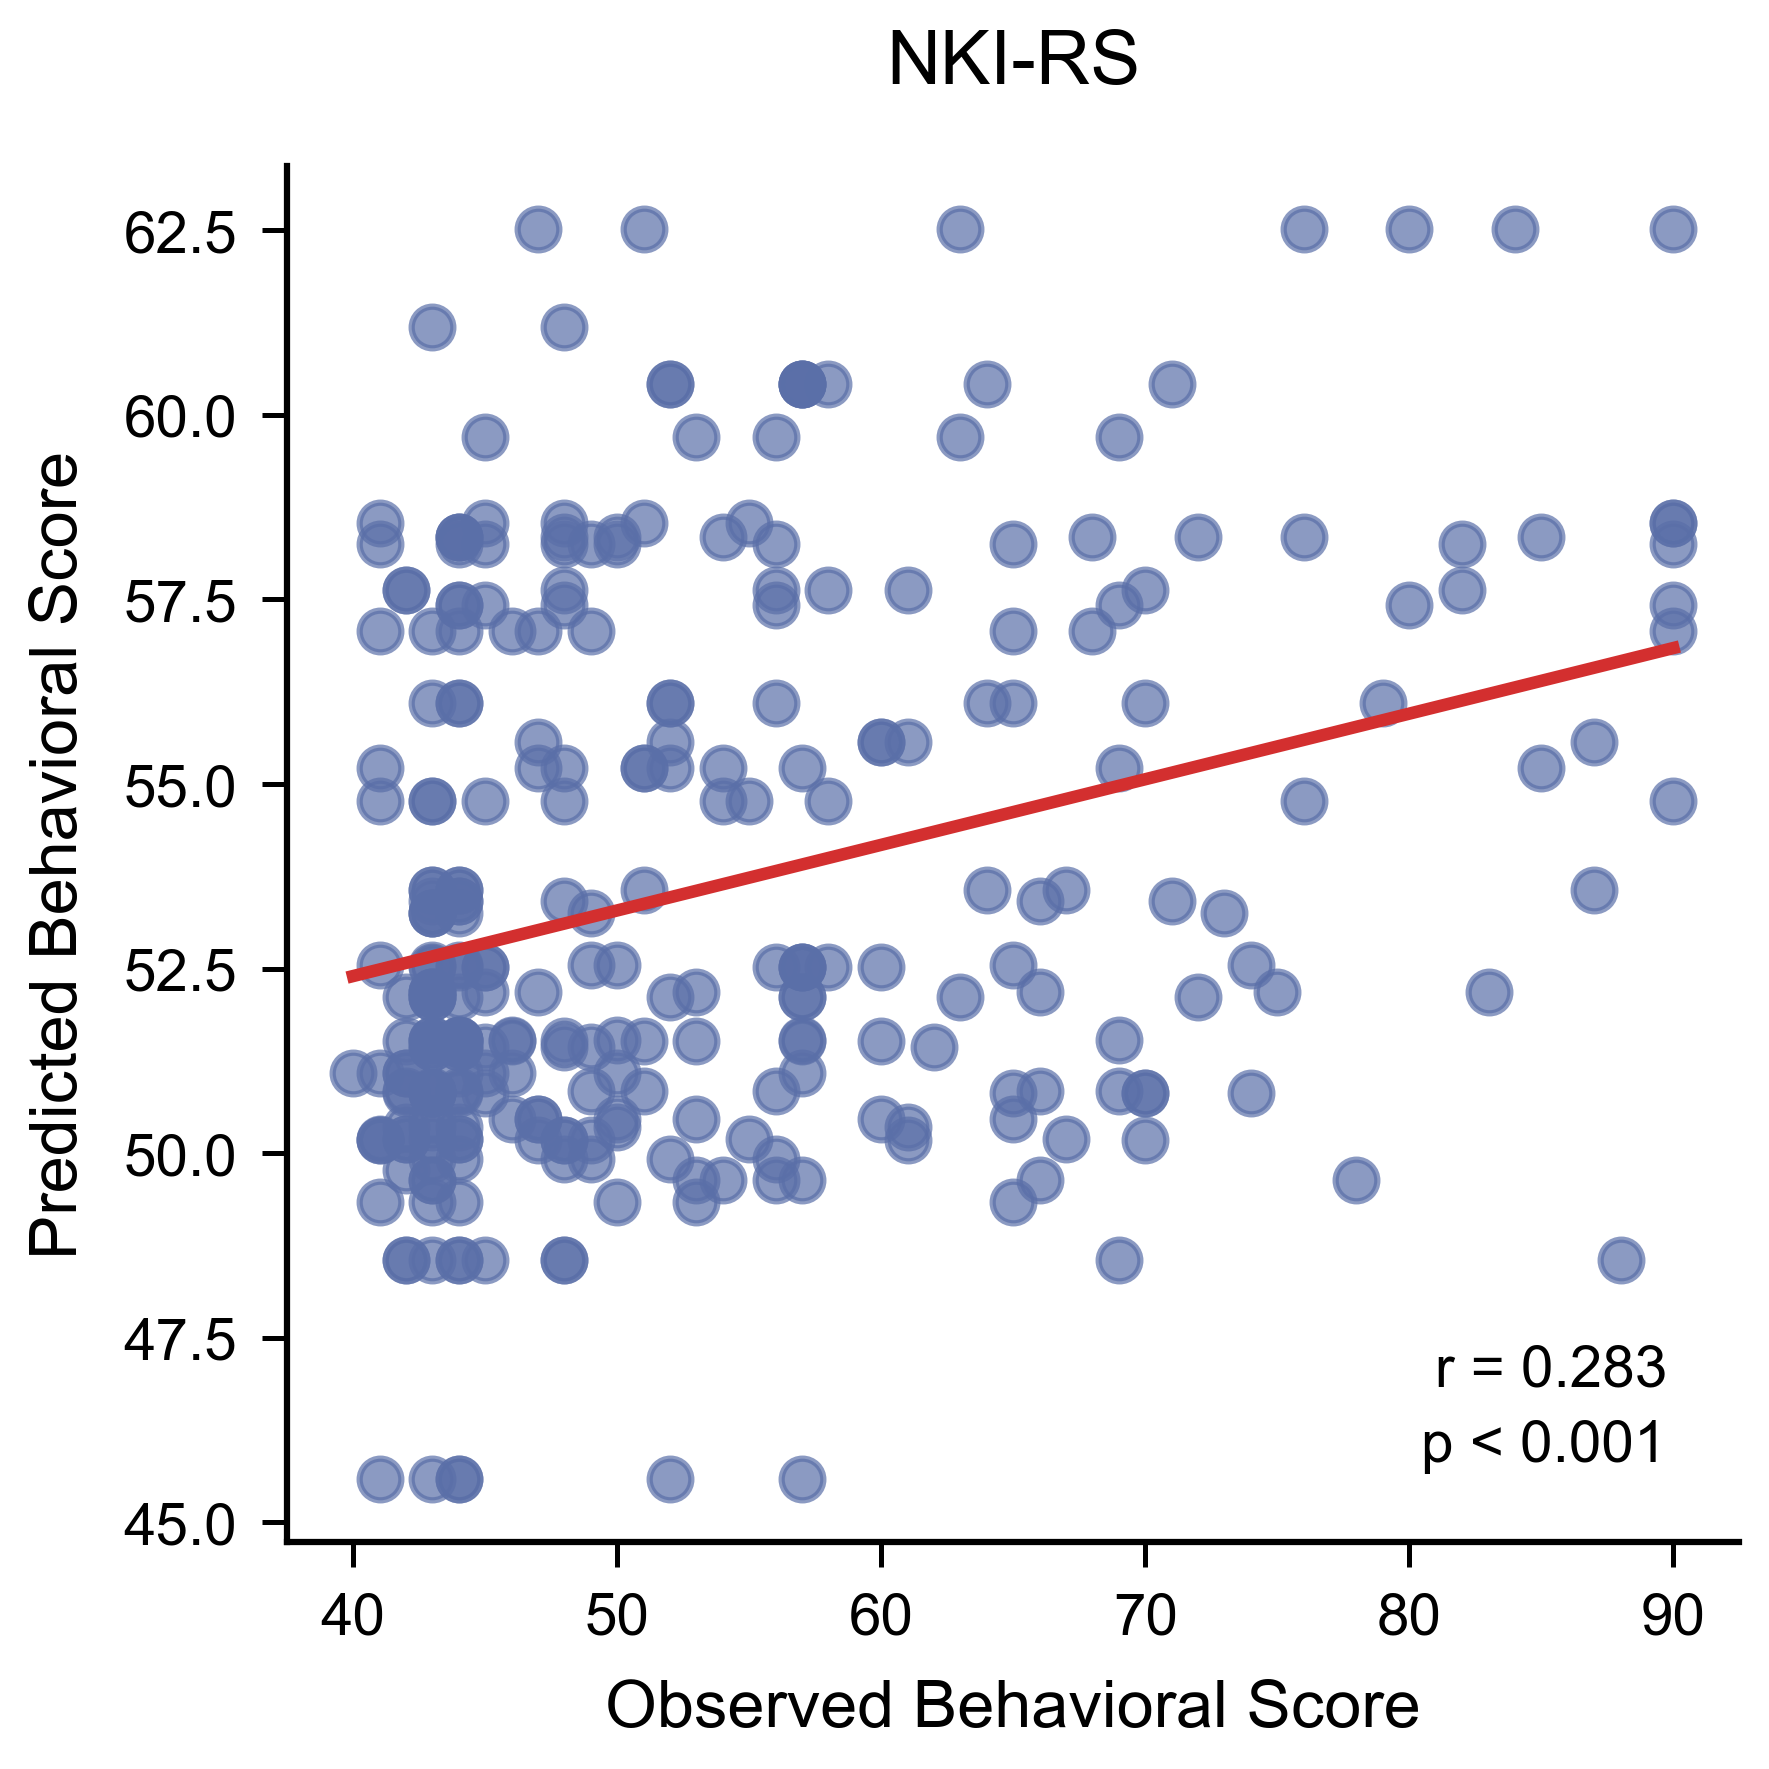 NKI-RS
Predicted Behavioral Score
62.5
60.0
57.5
55.0
52.5
50.0
47.5
45.0
r = 0.283
p < 0.001
40 50 60 70 80 90
Observed Behavioral Score